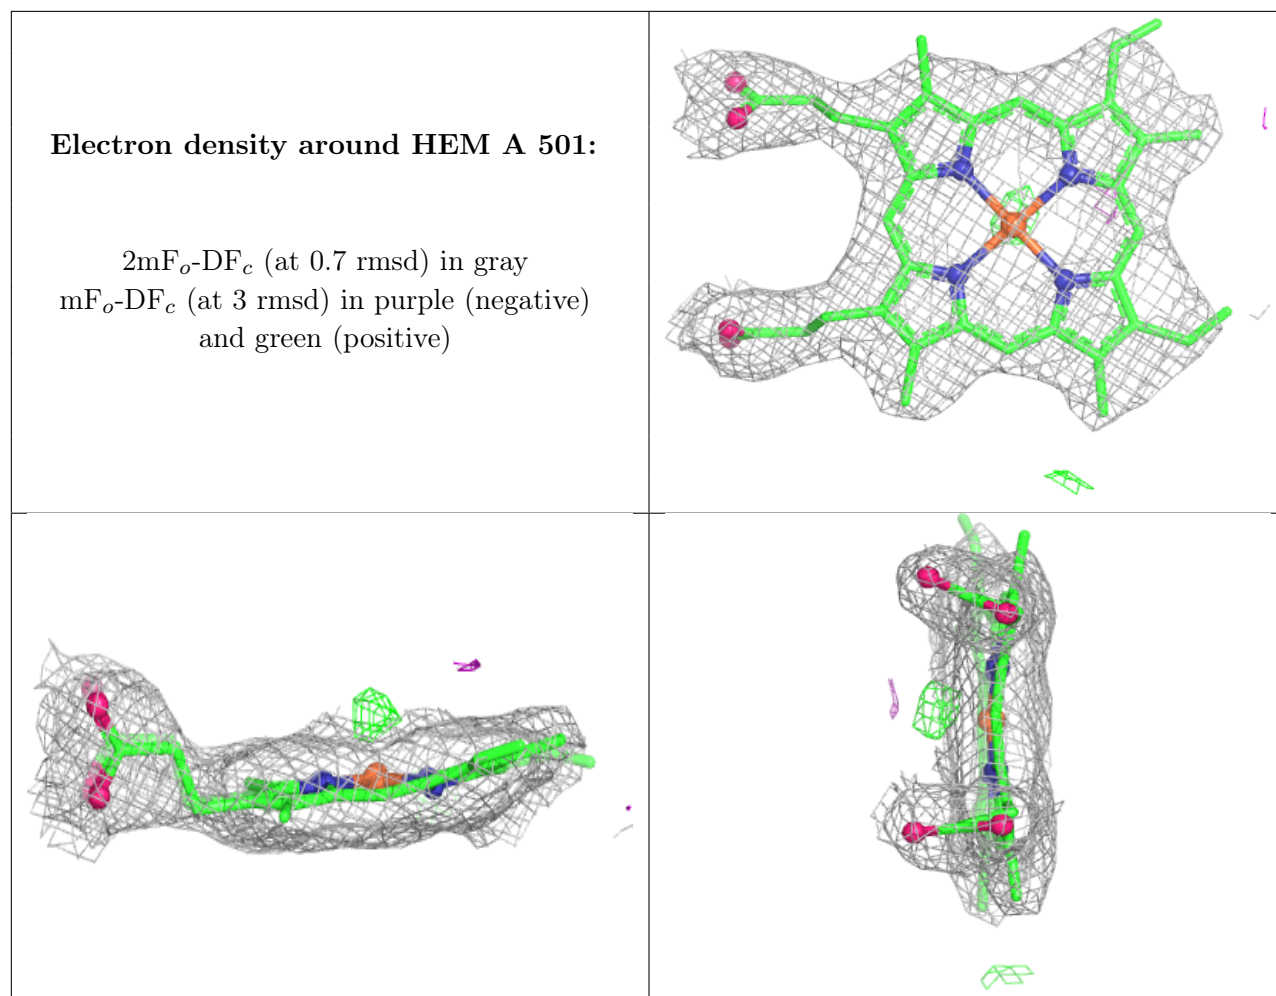 Electron density around HEM A 501:
2mFo-DFc (at 0.7 rmsd) in gray
mFo-DFc (at 3 rmsd) in purple (negative)
and green (positive)